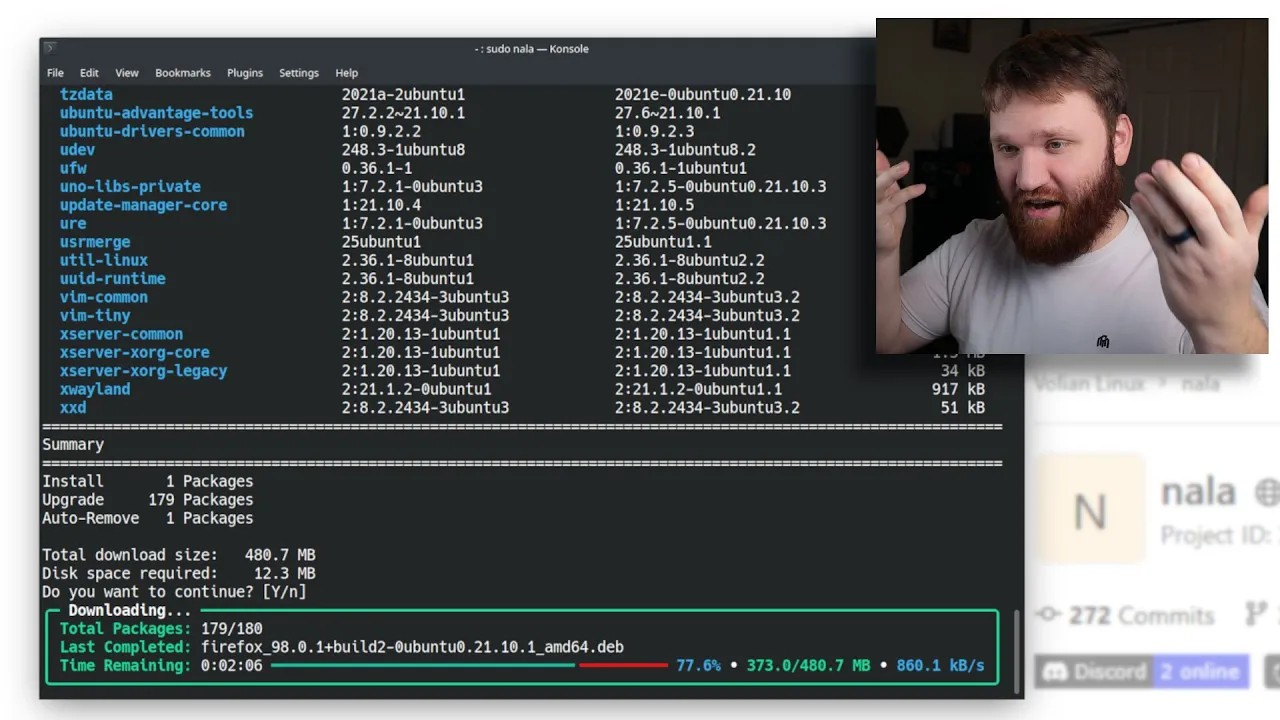 - : sudo nala — Konsole
File Edit View Bookmarks Plugins Settings Help
tzdata 2021a-2ubuntu1 2021e-0ubuntu0.21.10
ubuntu-advantage-tools 27.2.2~21.10.1 27.6~21.10.1
ubuntu-drivers-common 1:0.9.2.2 1:0.9.2.3
udev 248.3-1ubuntu8 248.3-1ubuntu8.2
ufw 0.36.1-1 0.36.1-1ubuntu1
uno-libs-private 1:7.2.1-0ubuntu3 1:7.2.5-0ubuntu0.21.10.3
update-manager-core 1:21.10.4 1:21.10.5
ure 1:7.2.1-0ubuntu3 1:7.2.5-0ubuntu0.21.10.3
usrmerge 25ubuntu1 25ubuntu1.1
util-linux 2.36.1-8ubuntu1 2.36.1-8ubuntu2.2
uuid-runtime 2.36.1-8ubuntu1 2.36.1-8ubuntu2.2
vim-common 2:8.2.2434-3ubuntu3 2:8.2.2434-3ubuntu3.2
vim-tiny 2:8.2.2434-3ubuntu3 2:8.2.2434-3ubuntu3.2
xserver-common 2:1.20.13-1ubuntu1 2:1.20.13-1ubuntu1.1
xserver-xorg-core 2:1.20.13-1ubuntu1 2:1.20.13-1ubuntu1.1
xserver-xorg-legacy 2:1.20.13-1ubuntu1 2:1.20.13-1ubuntu1.1 34 kB
xwayland 2:21.1.2-0ubuntu1 2:21.1.2-0ubuntu1.1 917 kB
xxd 2:8.2.2434-3ubuntu3 2:8.2.2434-3ubuntu3.2 51 kB
Summary
Install 1 Packages
Upgrade 179 Packages
Auto-Remove 1 Packages
Total download size: 480.7 MB
Disk space required: 12.3 MB
Do you want to continue? [Y/n]
Downloading...
Total Packages: 179/180
Last Completed: firefox_98.0.1+build2-0ubuntu0.21.10.1_amd64.deb
Time Remaining: 0:02:06 77.6% • 373.0/480.7 MB • 860.1 kB/s
Volian Linux > nala
N
nala
Project ID:
272 Commits
Discord 2 online